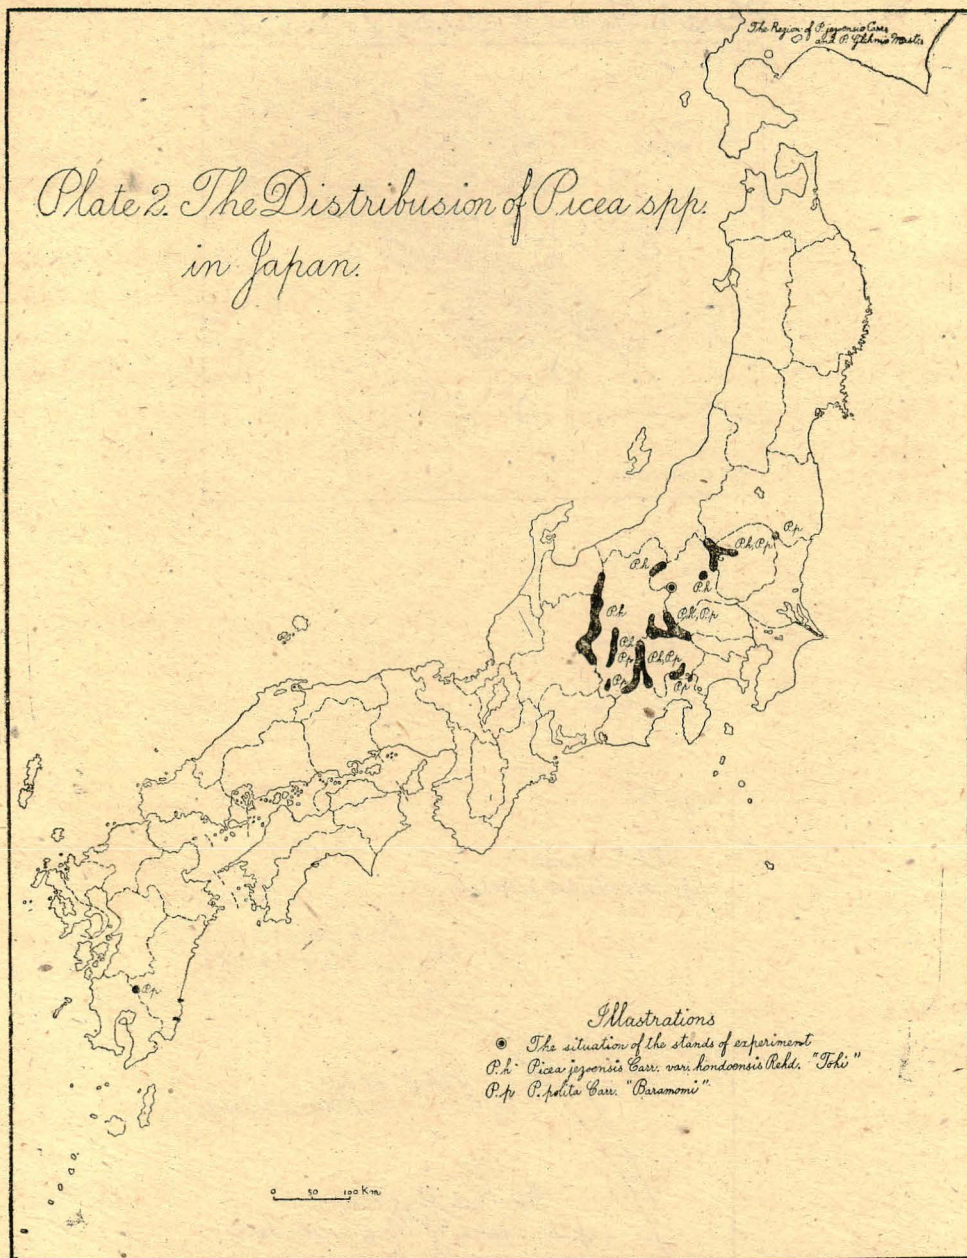 The Region of P. jezoensis Carr.
and P. Glehnii Masters
Plate 2. The Distribusion of Picea spp.
in Japan.
P.p
P.h, P.p
P.h
P.h
P.h
P.h, P.p
P.h
P.p
P.h, P.p
P.p
P.p
P.p
Illustrations
The situation of the stands of experiment
P.h Picea jezoensis Carr. var. hondoensis Rehd. "Tohi"
P.p P. polita Carr. "Baramomi"
0 50 100 Km